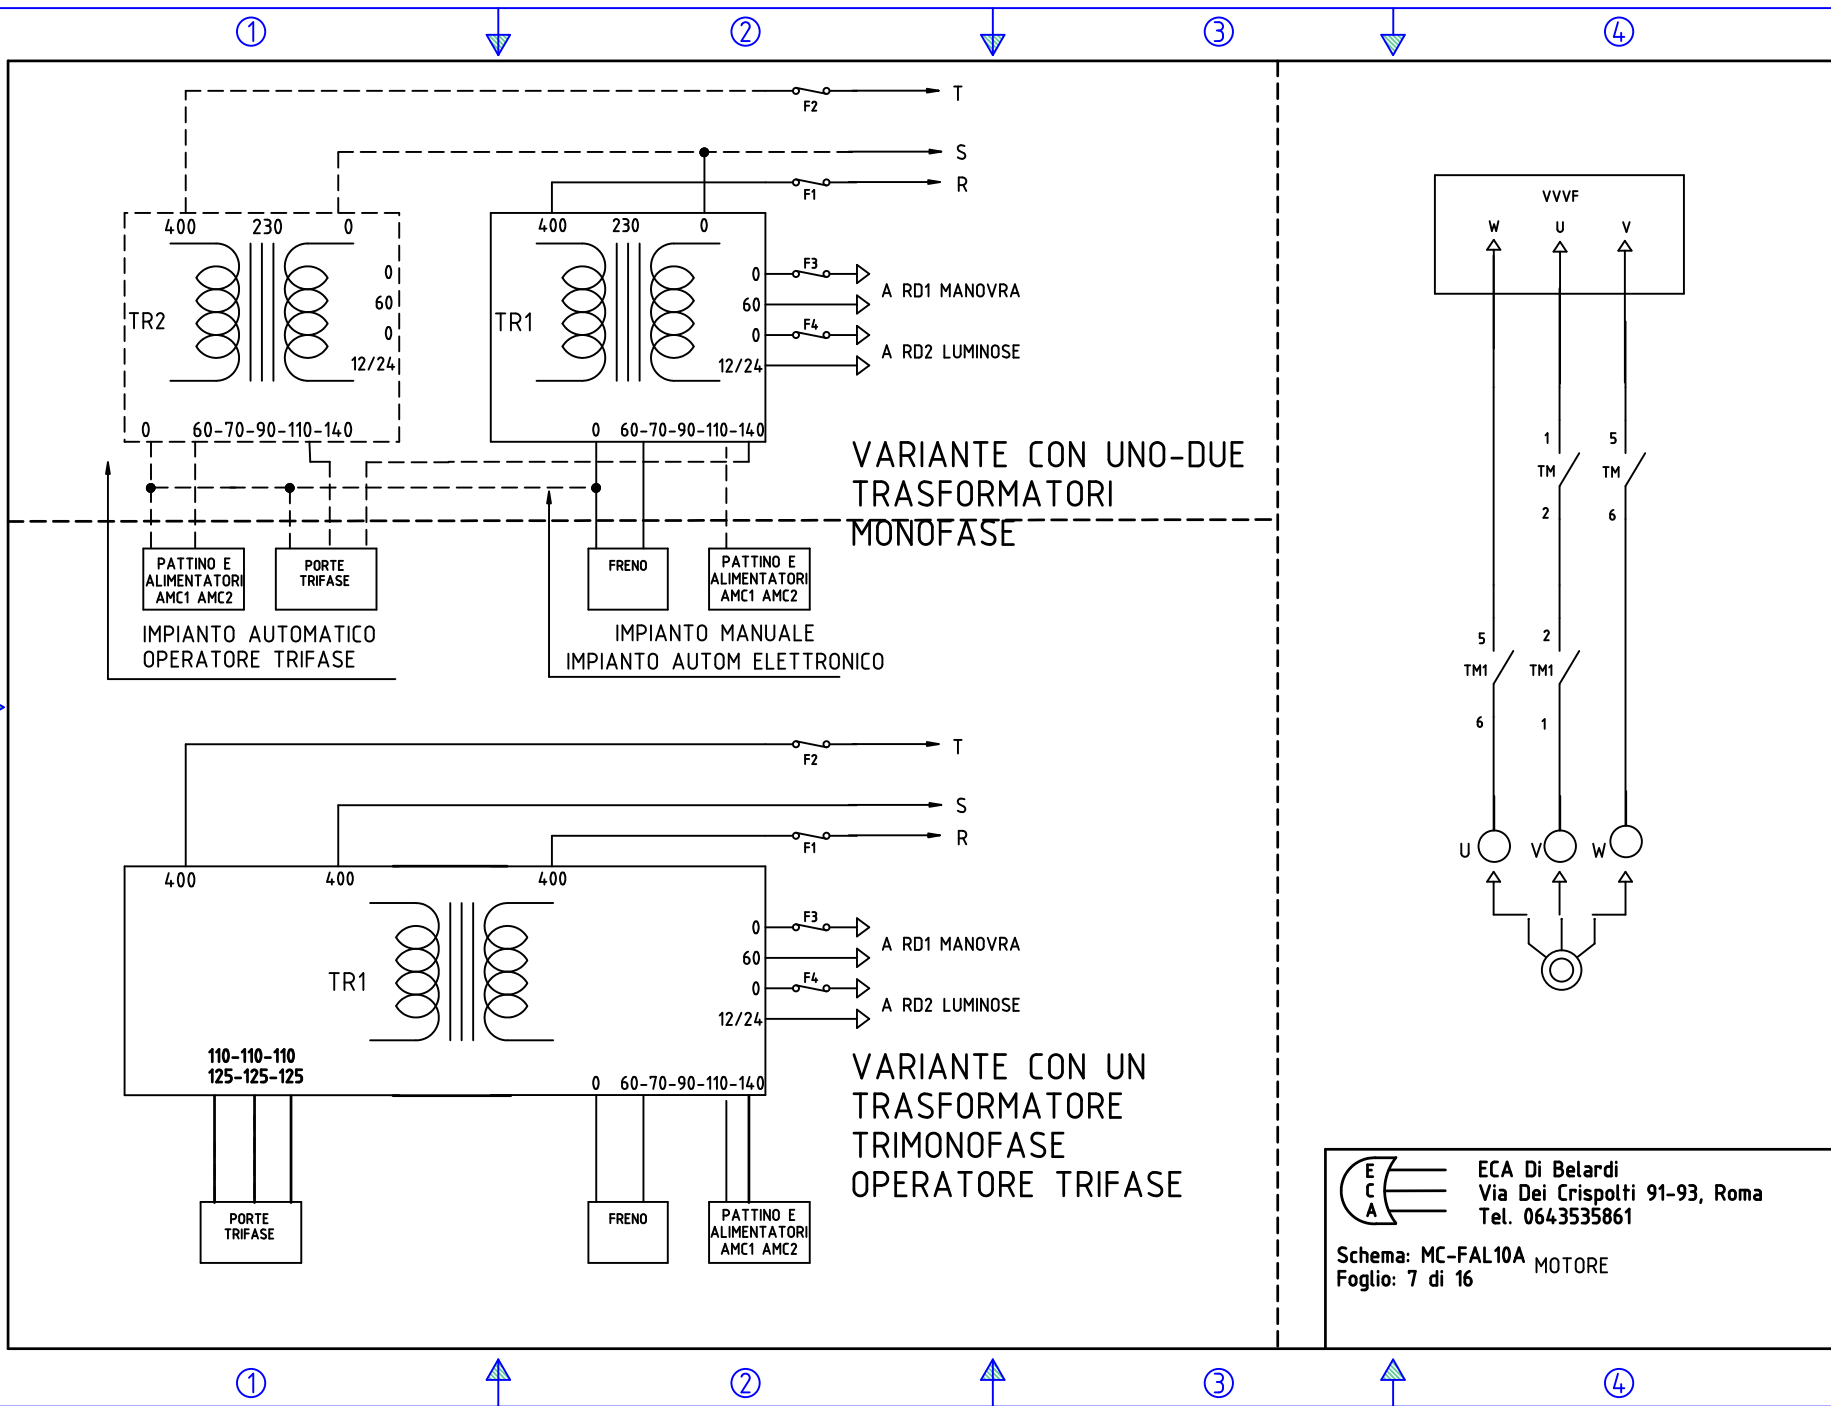 1 2 3 4
T
F2
S
R
F1
400 230 0
0
60
0
12/24
TR2
0 60-70-90-110-140
400 230 0
0
60
0
12/24
TR1
0 60-70-90-110-140
F3
A RD1 MANOVRA
F4
A RD2 LUMINOSE
VARIANTE CON UNO-DUE
TRASFORMATORI
MONOFASE
PATTINO E
ALIMENTATORI
AMC1 AMC2
PORTE
TRIFASE
FRENO
PATTINO E
ALIMENTATORI
AMC1 AMC2
IMPIANTO AUTOMATICO
OPERATORE TRIFASE
IMPIANTO MANUALE
IMPIANTO AUTOM ELETTRONICO
T
F2
S
R
F1
400 400 400
0
60
0
12/24
F3
A RD1 MANOVRA
F4
A RD2 LUMINOSE
TR1
110-110-110
125-125-125
0 60-70-90-110-140
VARIANTE CON UN
TRASFORMATORE
TRIMONOFASE
OPERATORE TRIFASE
PORTE
TRIFASE
FRENO
PATTINO E
ALIMENTATORI
AMC1 AMC2
VVVF
W U V
1 5
TM TM
2 6
5 2
TM1 TM1
6 1
U V W
E
C
A
ECA Di Belardi
Via Dei Crispolti 91-93, Roma
Tel. 0643535861
Schema: MC-FAL10A MOTORE
Foglio: 7 di 16
1 2 3 4